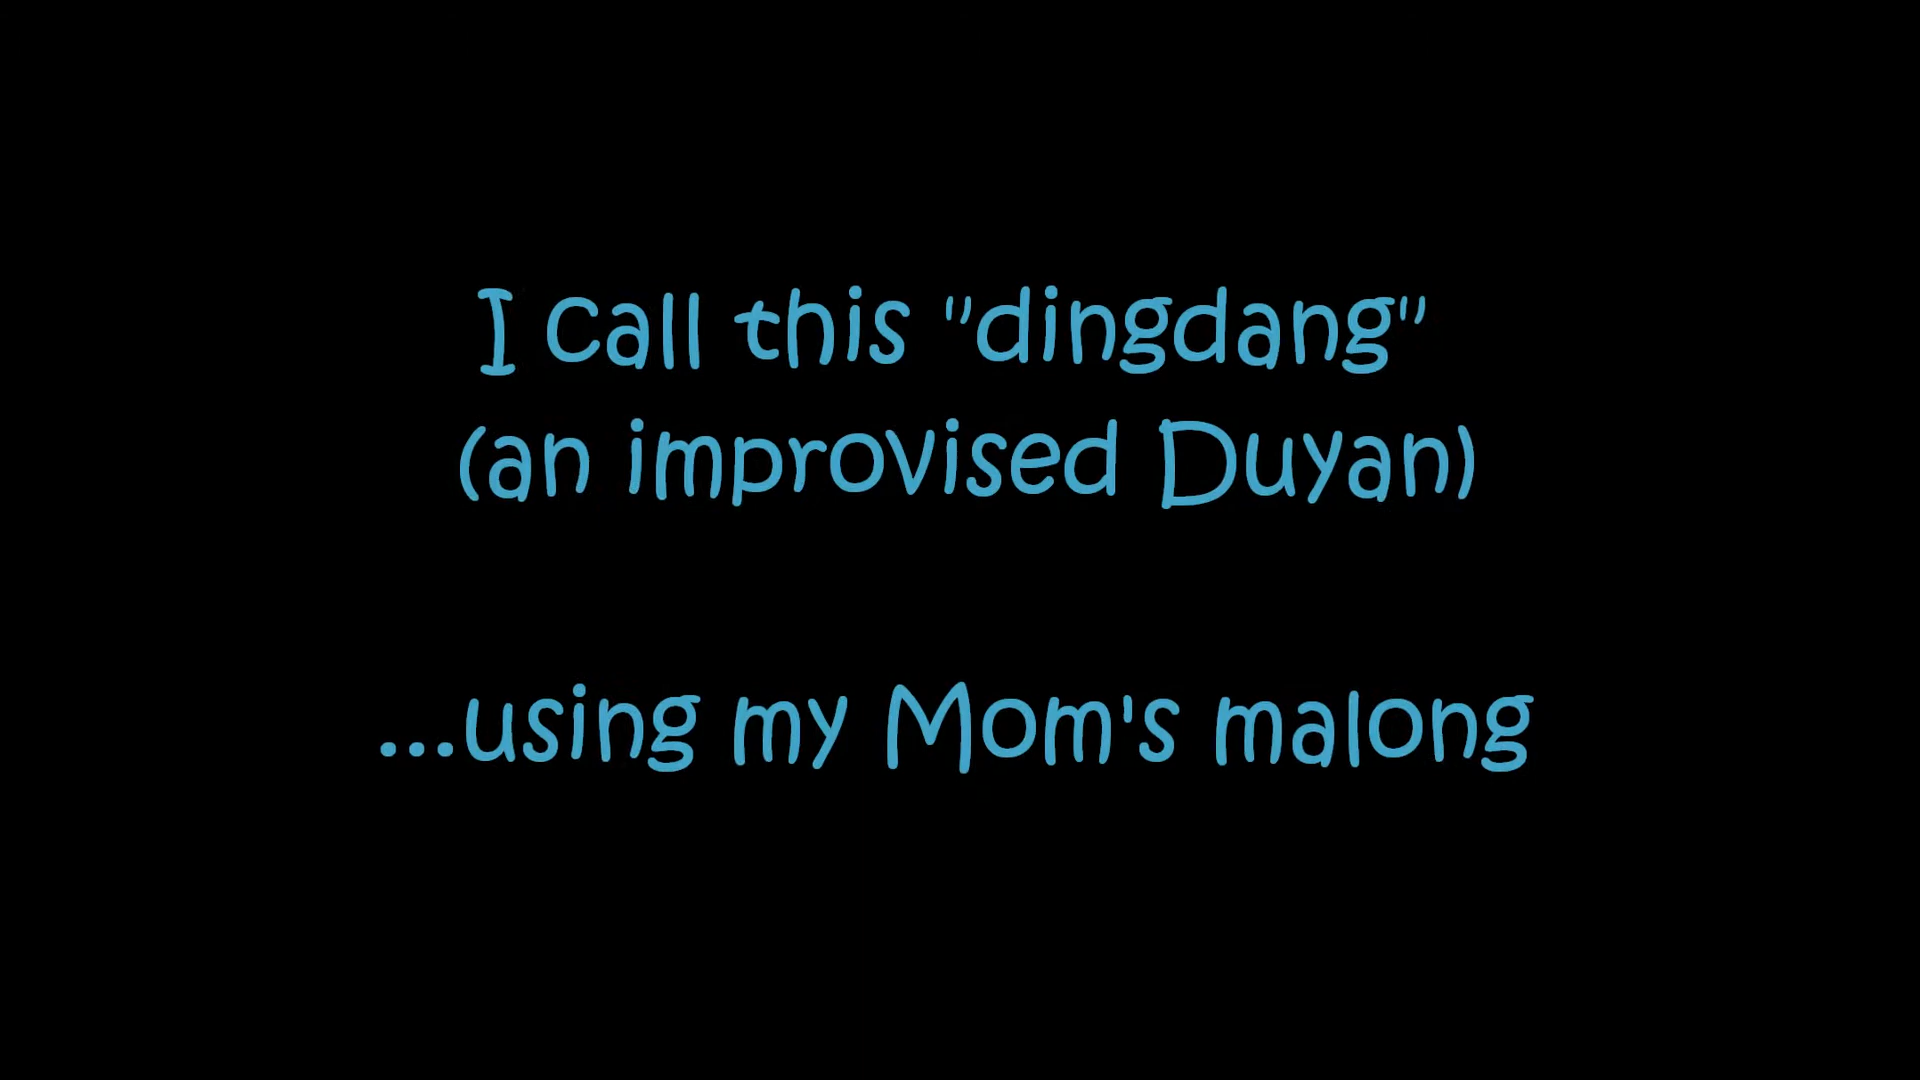 I call this "dingdang"
(an improvised Duyan)
...using my Mom's malong